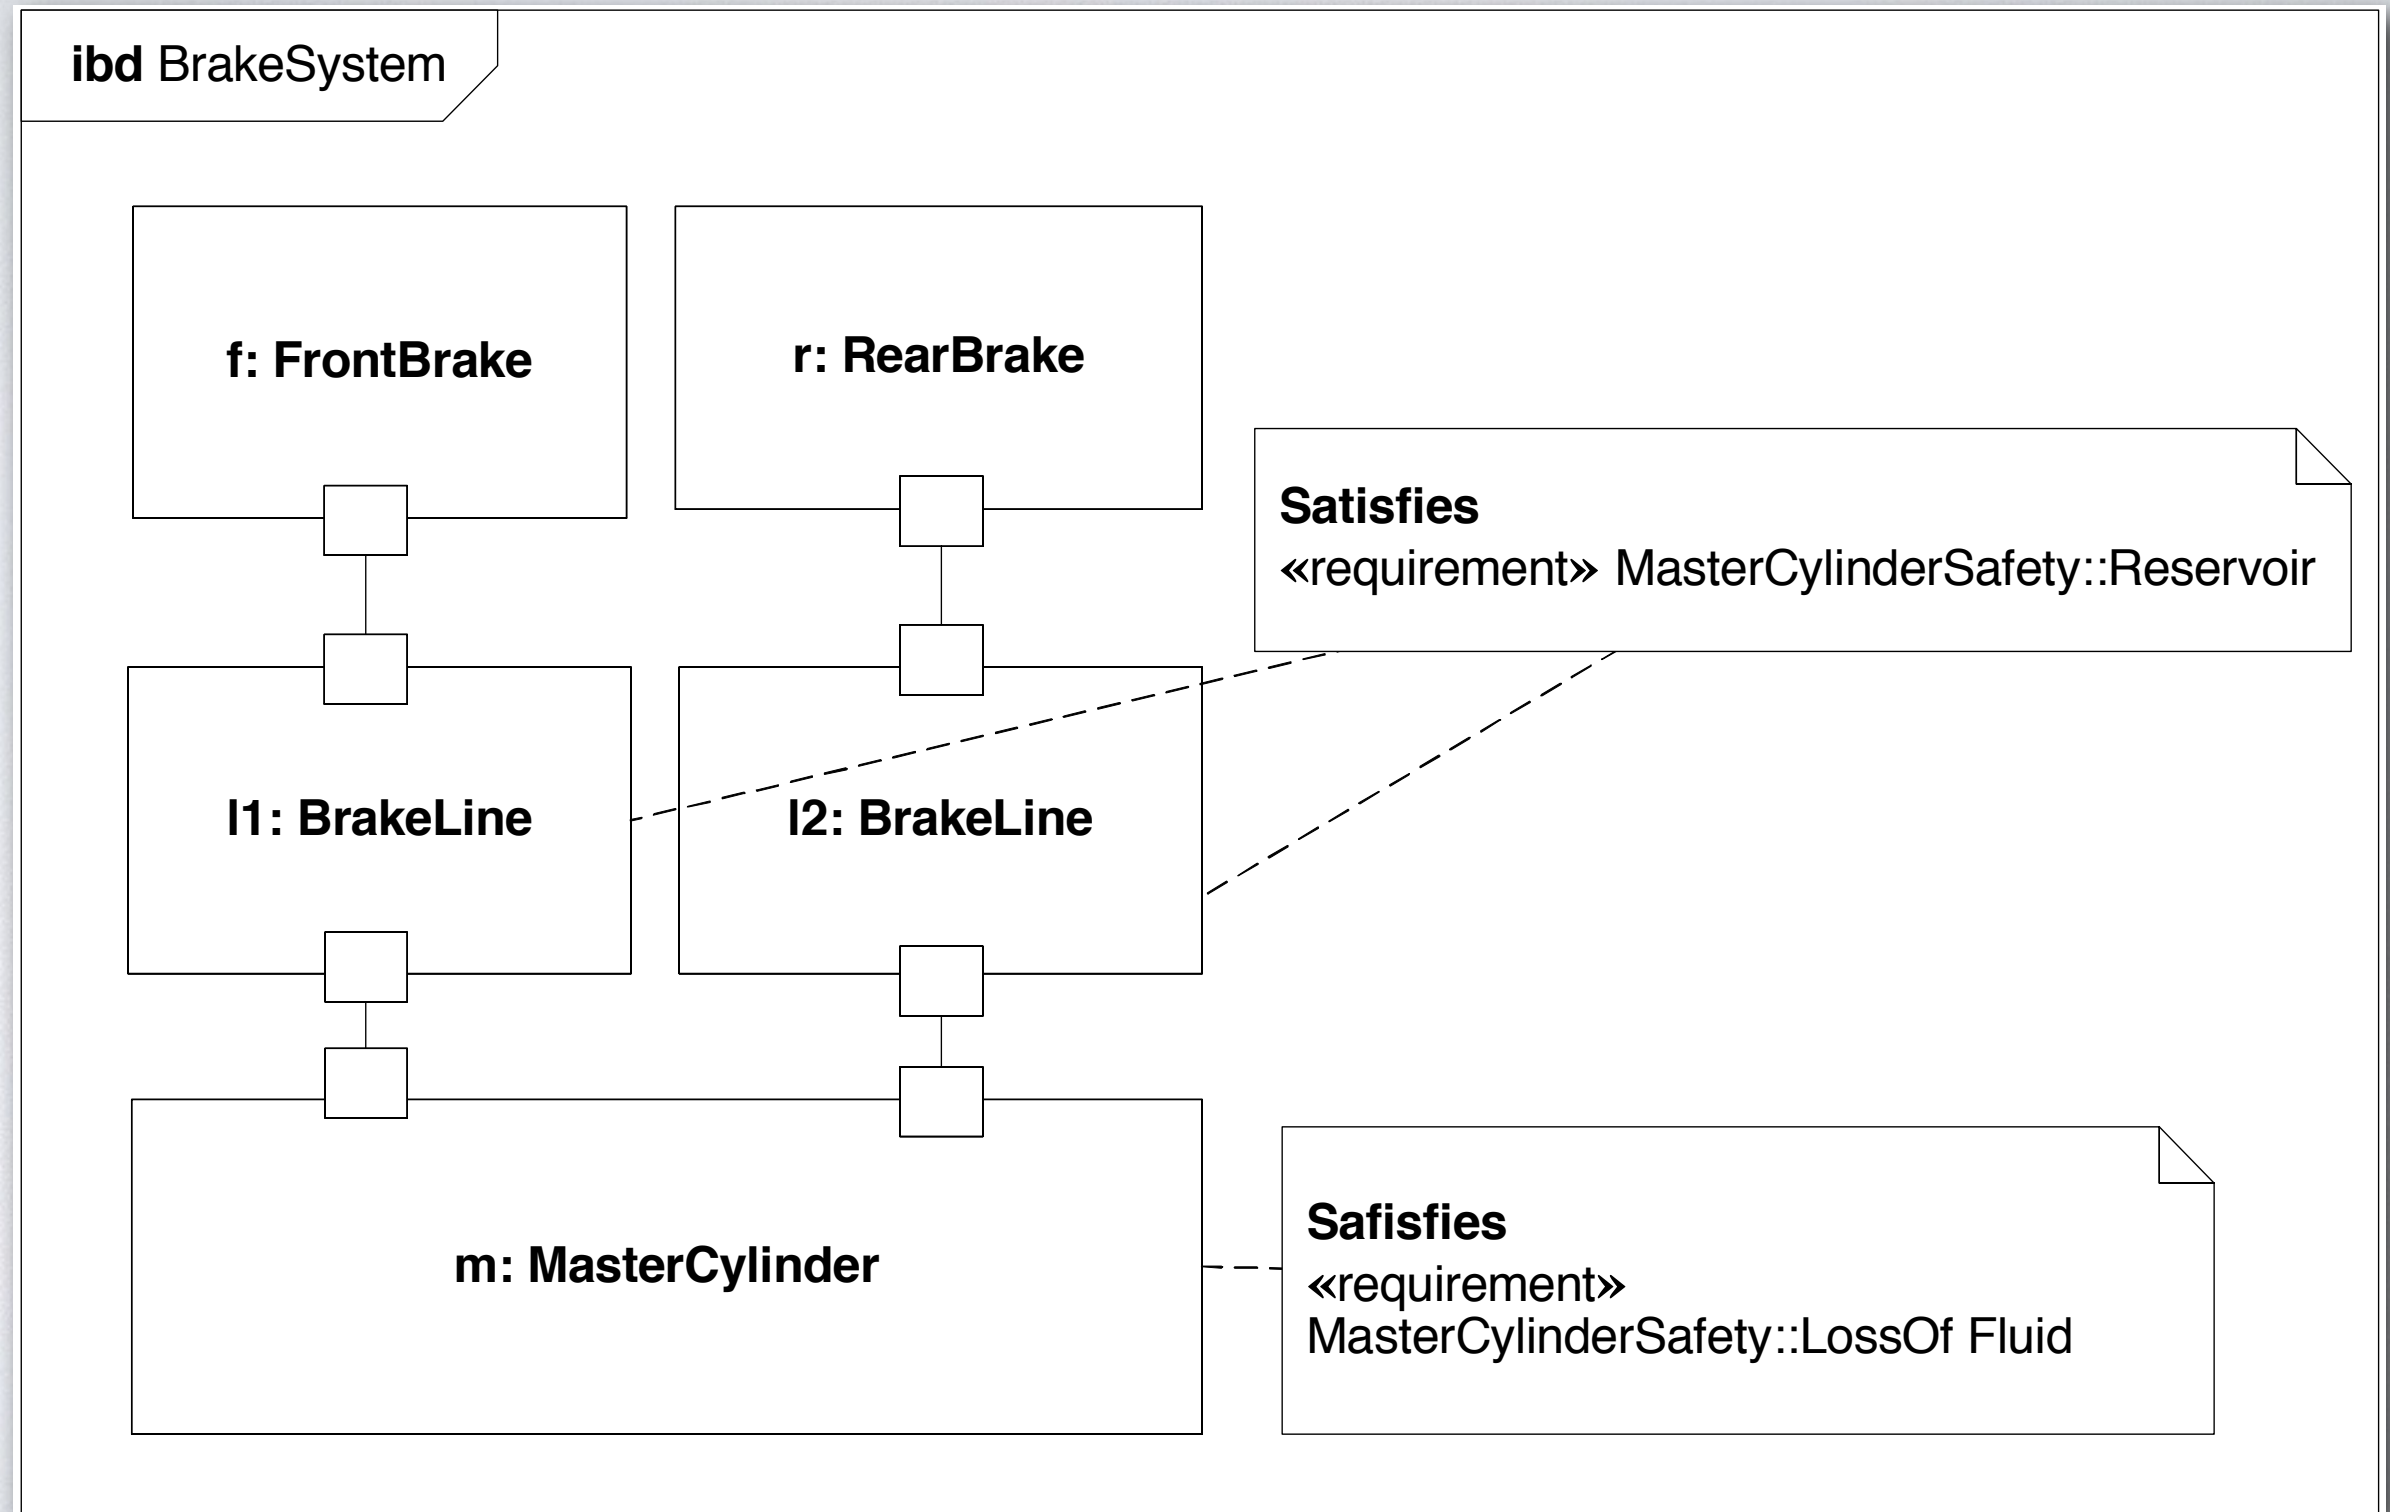 ibd BrakeSystem
f: FrontBrake
r: RearBrake
Satisfies
«requirement» MasterCylinderSafety::Reservoir
l1: BrakeLine
l2: BrakeLine
m: MasterCylinder
Safisfies
«requirement»
MasterCylinderSafety::LossOf Fluid